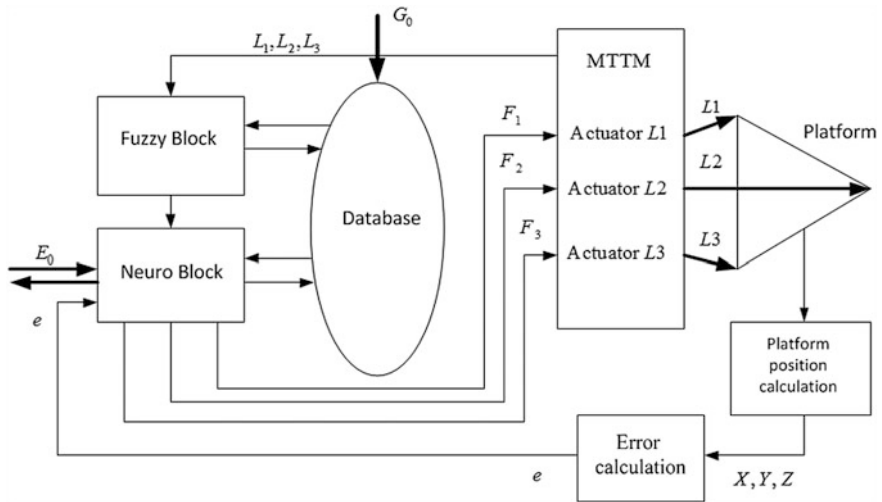 G₀
L₁, L₂, L₃
MTTM
Fuzzy Block
F₁
Actuator L1
L1
Platform
F₂
Actuator L2
L2
Database
E₀
Neuro Block
F₃
Actuator L3
L3
e
Platform
position
calculation
Error
calculation
e
X, Y, Z